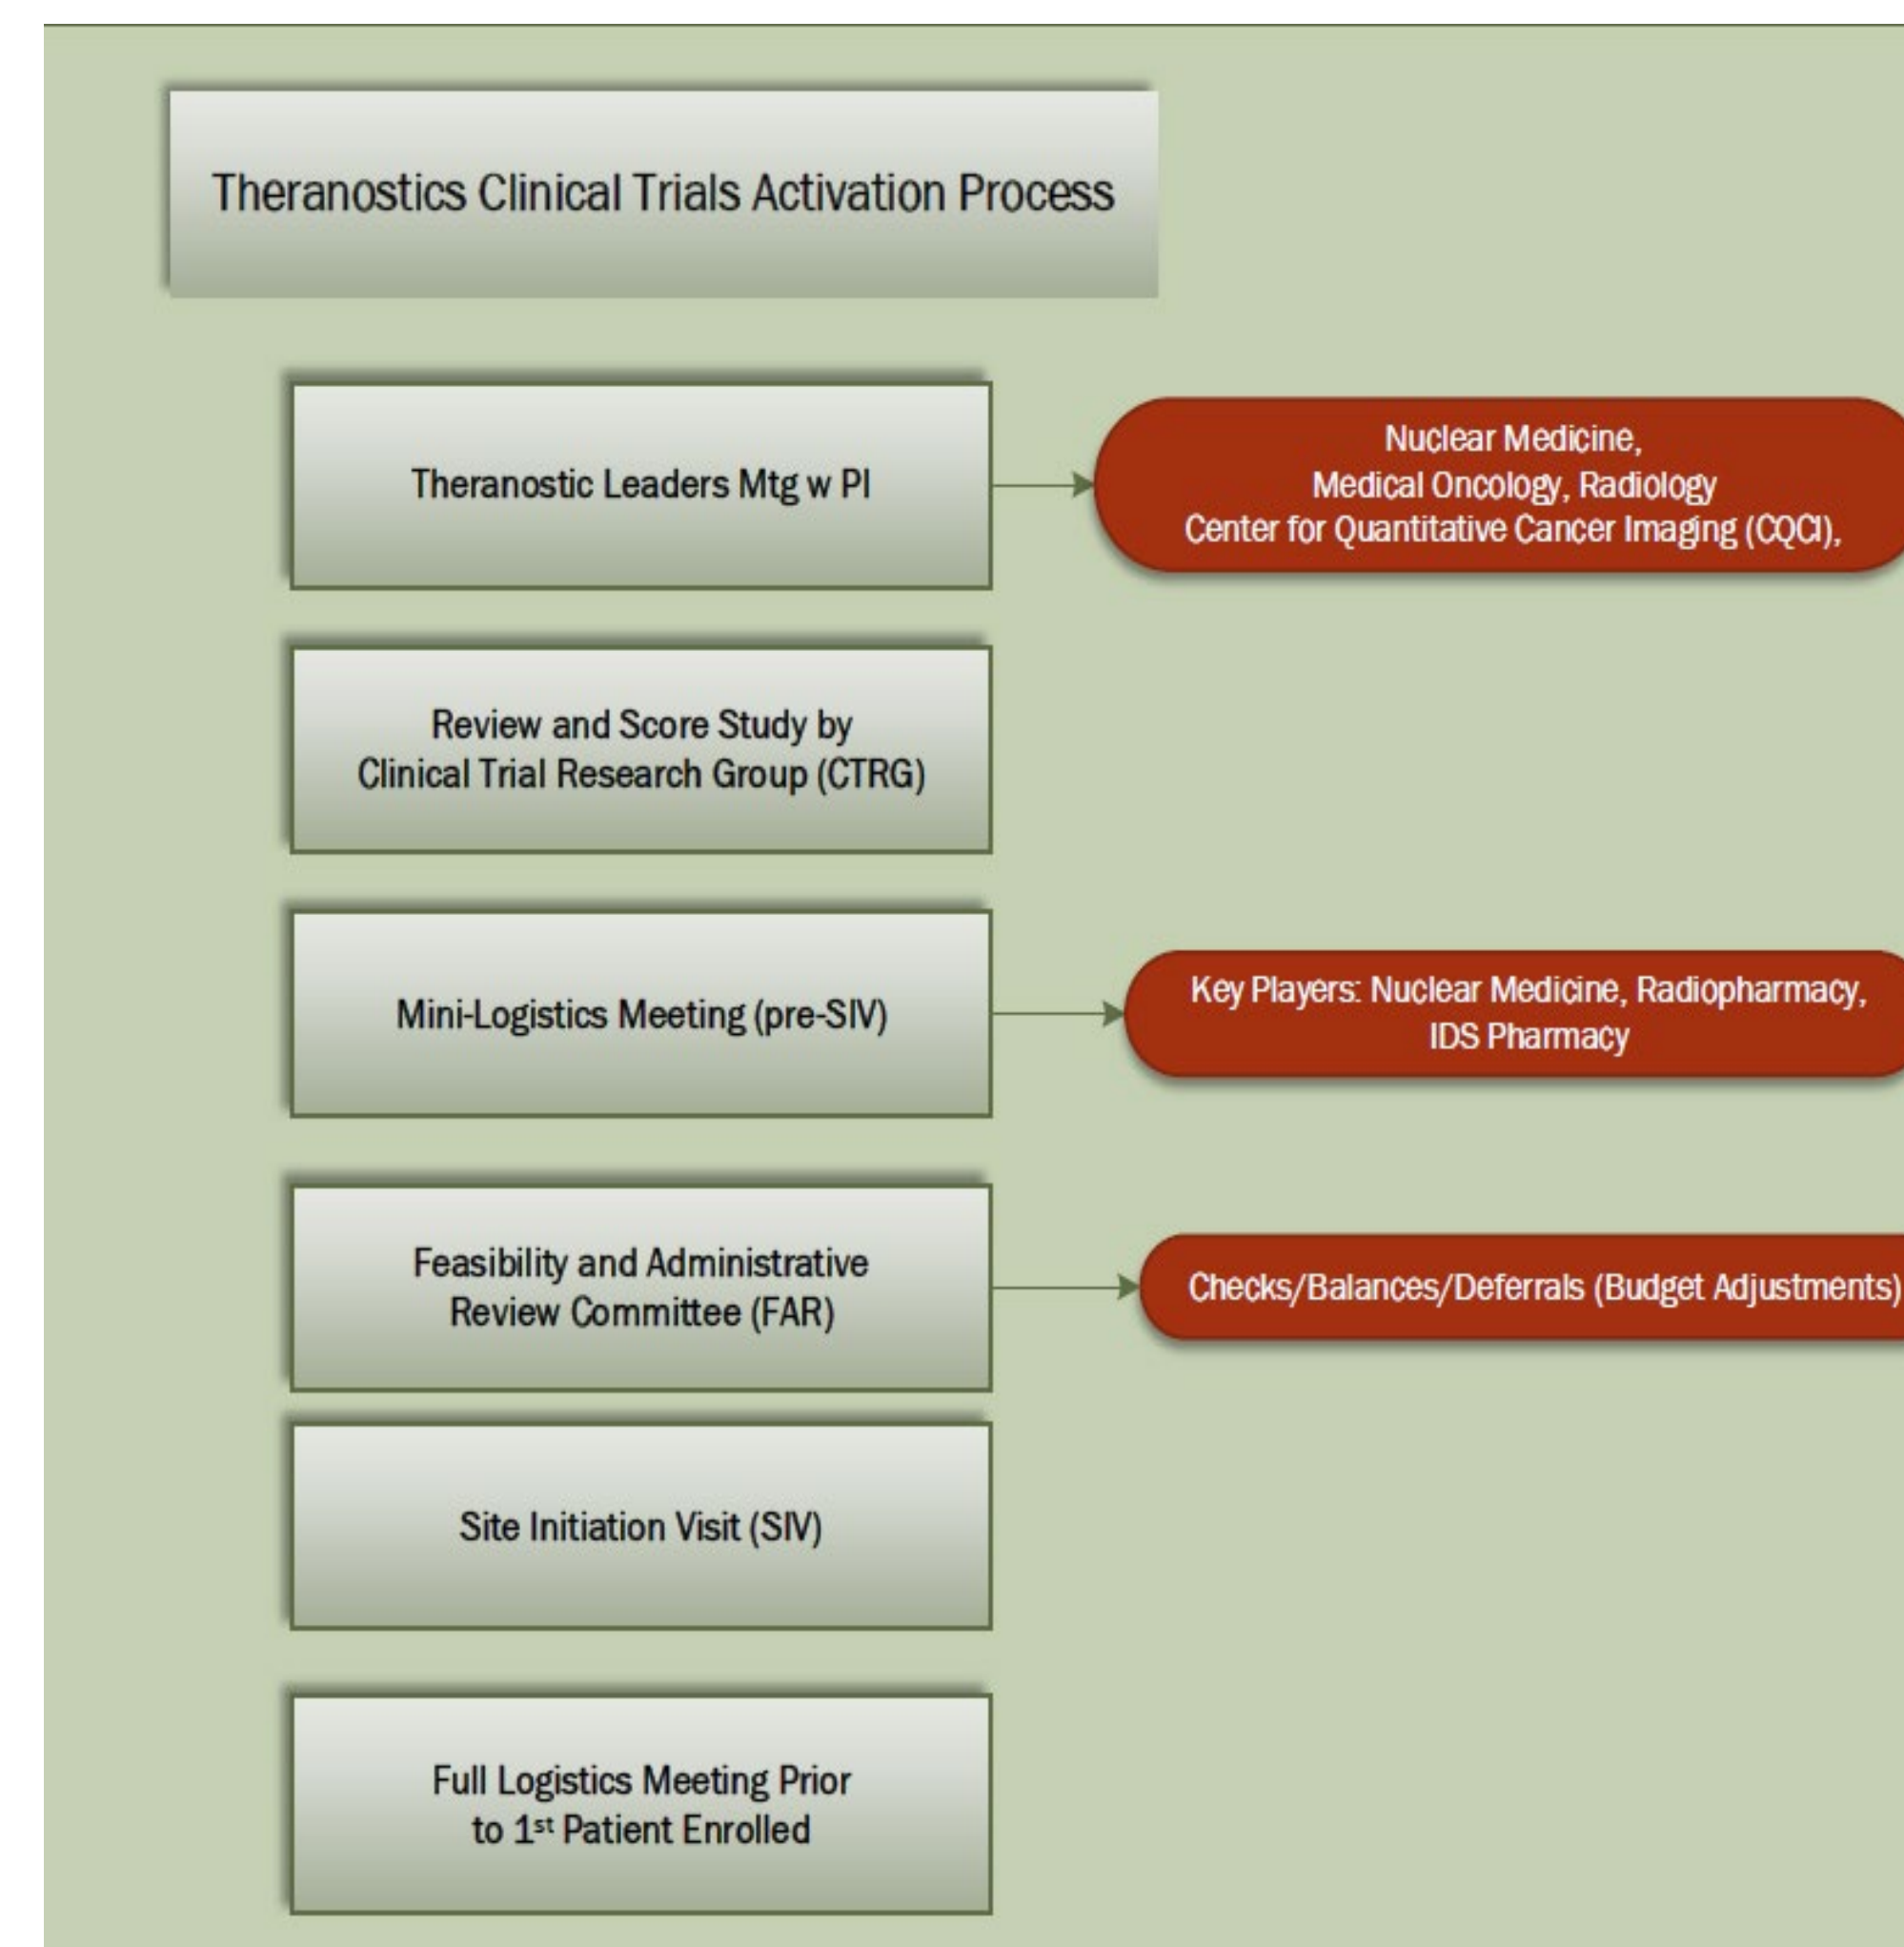 Theranostics Clinical Trials Activation Process
Theranostic Leaders Mtg w PI
Nuclear Medicine,
Medical Oncology, Radiology
Center for Quantitative Cancer Imaging (CQCI),
Review and Score Study by
Clinical Trial Research Group (CTRG)
Mini-Logistics Meeting (pre-SIV)
Key Players: Nuclear Medicine, Radiopharmacy,
IDS Pharmacy
Feasibility and Administrative
Review Committee (FAR)
Checks/Balances/Deferrals (Budget Adjustments)
Site Initiation Visit (SIV)
Full Logistics Meeting Prior
to 1st Patient Enrolled